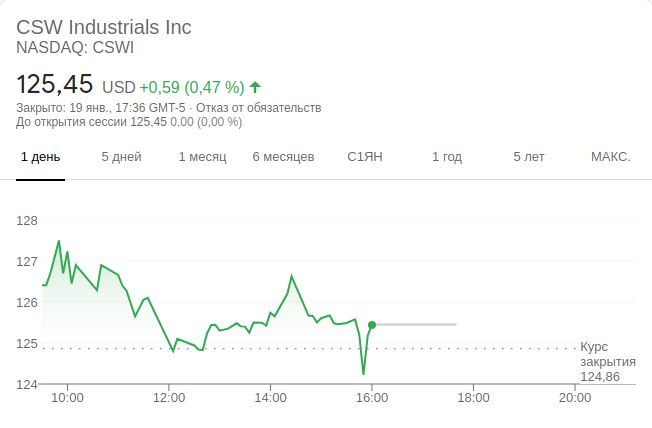 CSW Industrials Inc
NASDAQ: CSWI
125,45 USD +0,59 (0,47 %)
Закрыто: 19 янв., 17:36 GMT-5 · Отказ от обязательств
До открытия сессии 125,45 0,00 (0,00 %)
1 день 5 дней 1 месяц 6 месяцев С1ЯН 1 год 5 лет МАКС.
128
127
126
125
124
Курс
закрытия
124,86
10:00 12:00 14:00 16:00 18:00 20:00